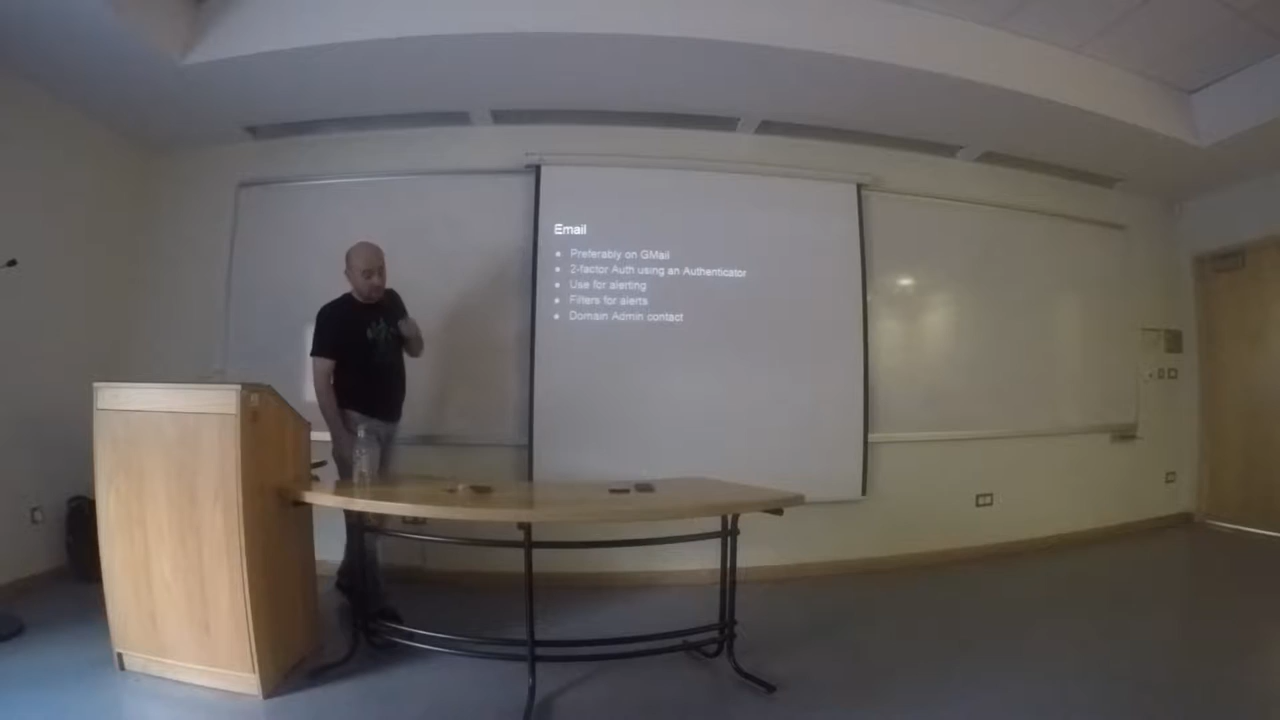 Email
Preferably on GMail
2-factor Auth using an Authenticator
Use for alerting
Filters for alerts
Domain Admin contact